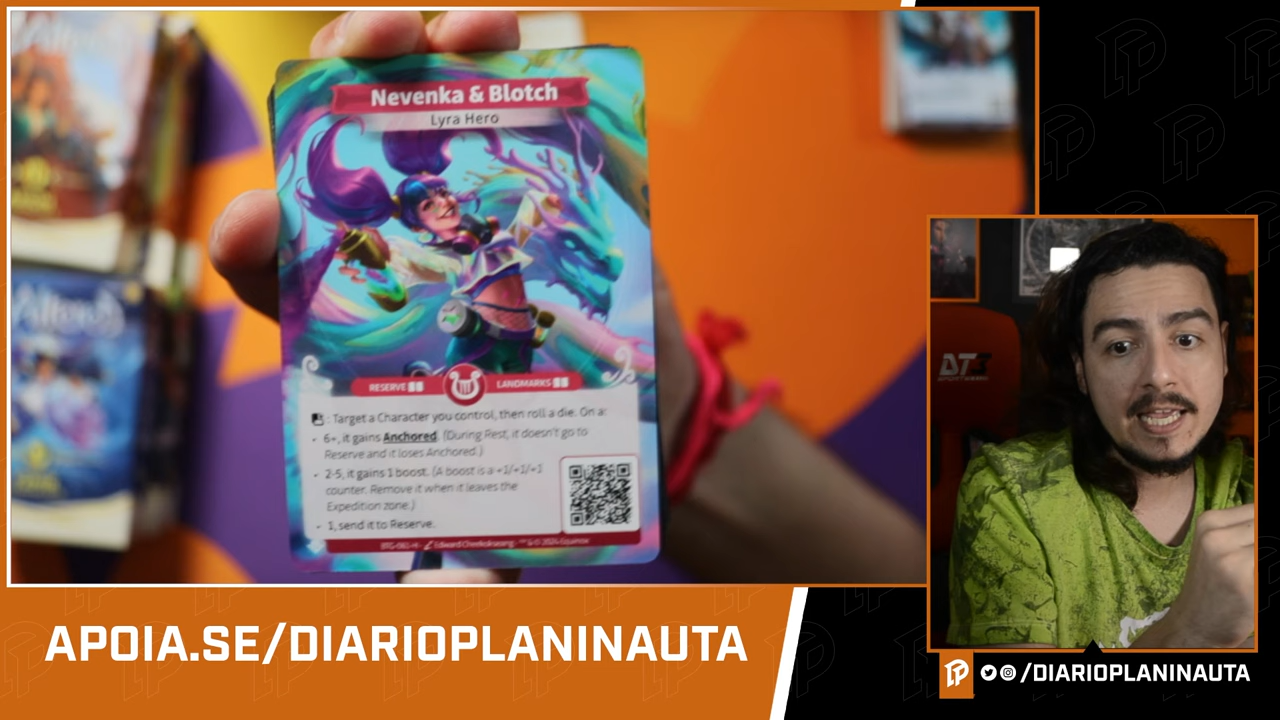 Nevenka & Blotch
Lyra Hero
RESERVE
LANDMARKS
: Target a Character you control, then roll a die. On a:
• 6+, it gains Anchored. (During Rest, it doesn't go to
Reserve and it loses Anchored.)
• 2-5, it gains 1 boost. (A boost is a +1/+1/+1
counter. Remove it when it leaves the
Expedition zone.)
• 1, send it to Reserve.
Altered
DT3
APOIA.SE/DIARIOPLANINAUTA
/DIARIOPLANINAUTA